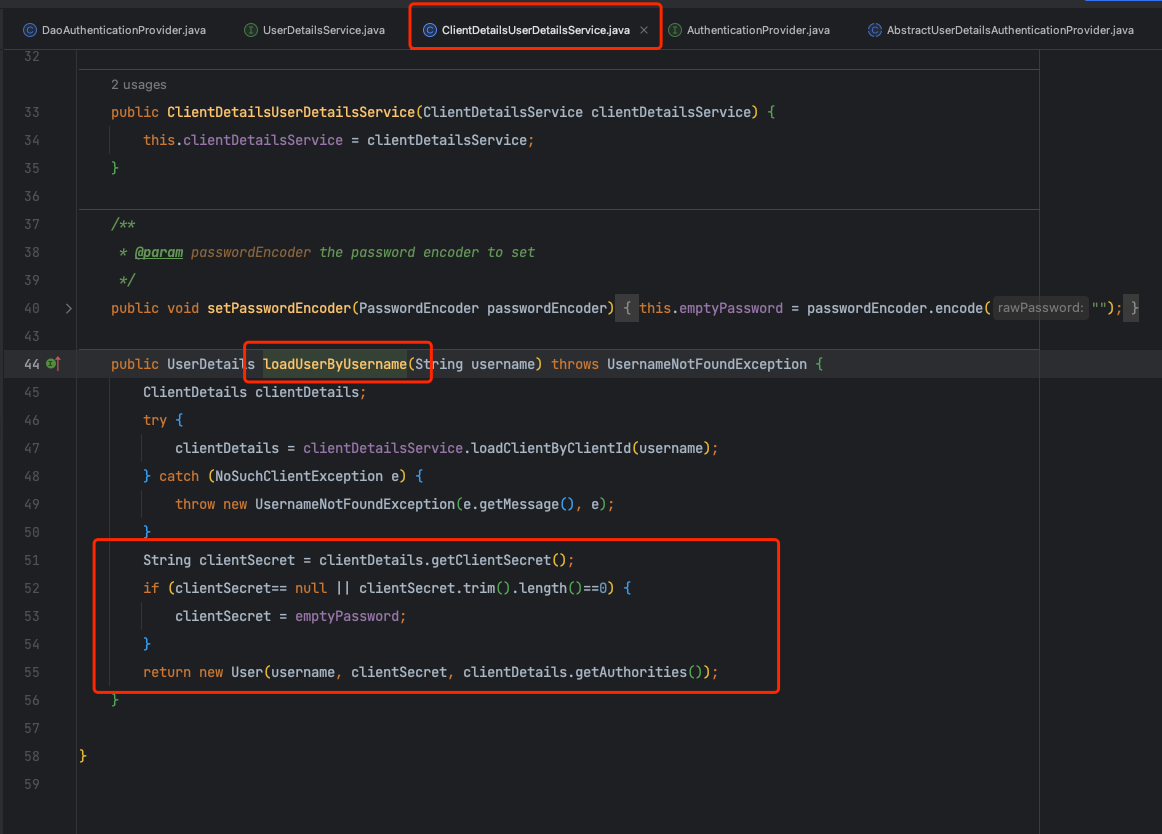 DaoAuthenticationProvider.java UserDetailsService.java ClientDetailsUserDetailsService.java AuthenticationProvider.java AbstractUserDetailsAuthenticationProvider.java
32
2 usages
33 public ClientDetailsUserDetailsService(ClientDetailsService clientDetailsService) {
34 this.clientDetailsService = clientDetailsService;
35 }
36
37 /**
38 * @param passwordEncoder the password encoder to set
39 */
40 public void setPasswordEncoder(PasswordEncoder passwordEncoder) { this.emptyPassword = passwordEncoder.encode( rawPassword: ""); }
43
44 public UserDetails loadUserByUsername(String username) throws UsernameNotFoundException {
45 ClientDetails clientDetails;
46 try {
47 clientDetails = clientDetailsService.loadClientByClientId(username);
48 } catch (NoSuchClientException e) {
49 throw new UsernameNotFoundException(e.getMessage(), e);
50 }
51 String clientSecret = clientDetails.getClientSecret();
52 if (clientSecret== null || clientSecret.trim().length()==0) {
53 clientSecret = emptyPassword;
54 }
55 return new User(username, clientSecret, clientDetails.getAuthorities());
56 }
57
58 }
59